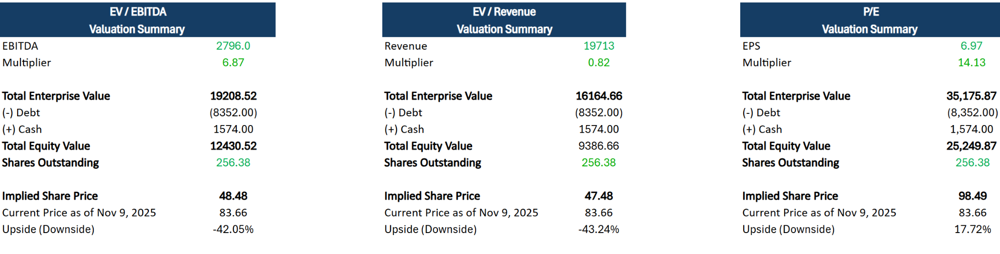 EV / EBITDA
Valuation Summary
EBITDA 2796.0
Multiplier 6.87
Total Enterprise Value 19208.52
(-) Debt (8352.00)
(+) Cash 1574.00
Total Equity Value 12430.52
Shares Outstanding 256.38
Implied Share Price 48.48
Current Price as of Nov 9, 2025 83.66
Upside (Downside) -42.05%
EV / Revenue
Valuation Summary
Revenue 19713
Multiplier 0.82
Total Enterprise Value 16164.66
(-) Debt (8352.00)
(+) Cash 1574.00
Total Equity Value 9386.66
Shares Outstanding 256.38
Implied Share Price 47.48
Current Price as of Nov 9, 2025 83.66
Upside (Downside) -43.24%
P/E
Valuation Summary
EPS 6.97
Multiplier 14.13
Total Enterprise Value 35,175.87
(-) Debt (8,352.00)
(+) Cash 1,574.00
Total Equity Value 25,249.87
Shares Outstanding 256.38
Implied Share Price 98.49
Current Price as of Nov 9, 2025 83.66
Upside (Downside) 17.72%